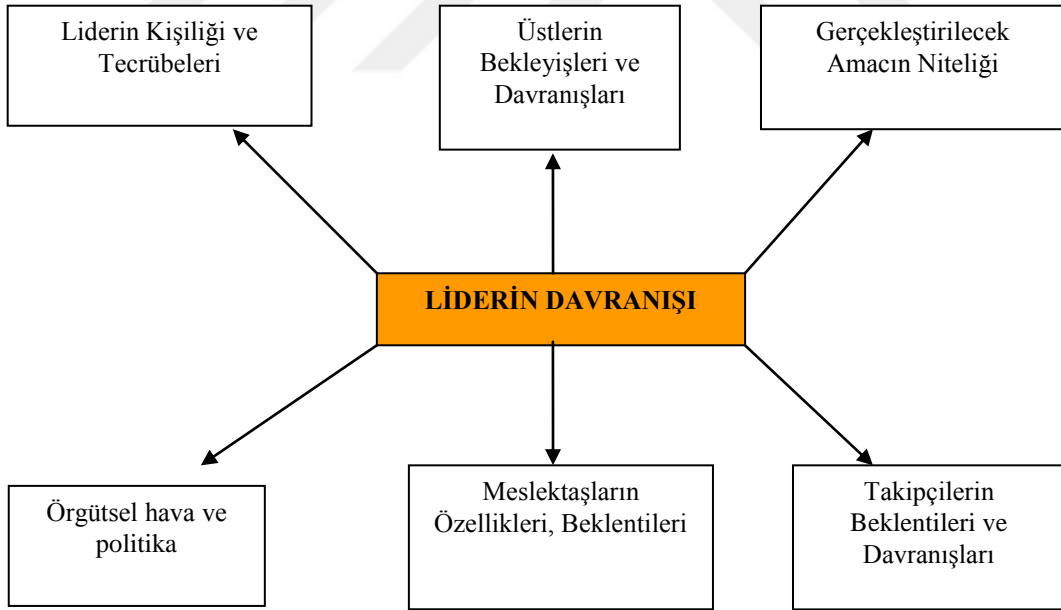 Liderin Kişiliği ve
Tecrübeleri
Üstlerin
Bekleyişleri ve
Davranışları
Gerçekleştirilecek
Amacın Niteliği
LİDERİN DAVRANIŞI
Örgütsel hava ve
politika
Meslektaşların
Özellikleri, Beklentileri
Takipçilerin
Beklentileri ve
Davranışları